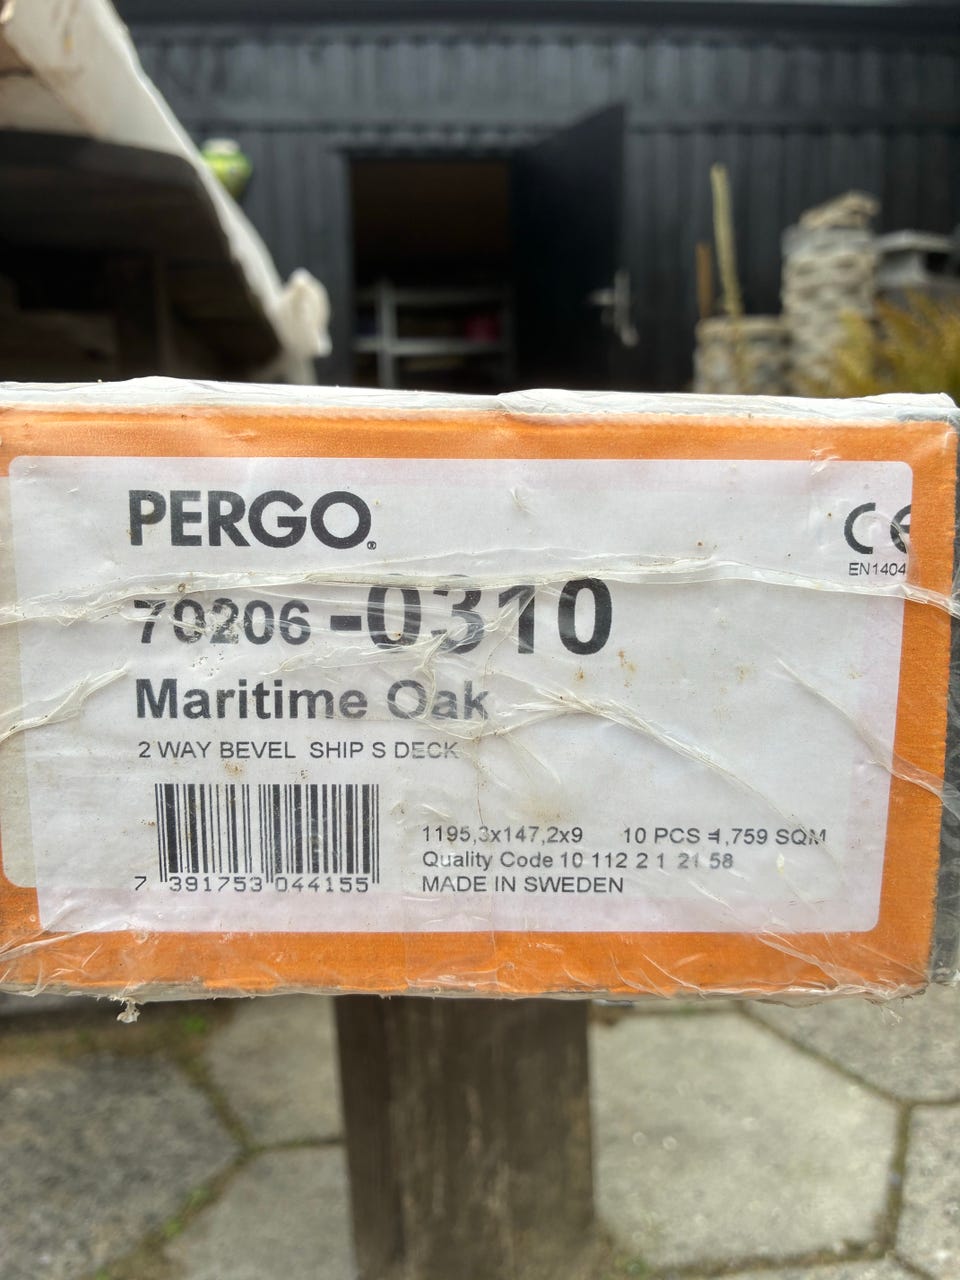 PERGO®
CE
EN1404
70206-0310
Maritime Oak
2 WAY BEVEL SHIP S DECK
1195,3x147,2x9 10 PCS =1,759 SQM
Quality Code 10 112 2 1 21 58
MADE IN SWEDEN
7 391753 044155